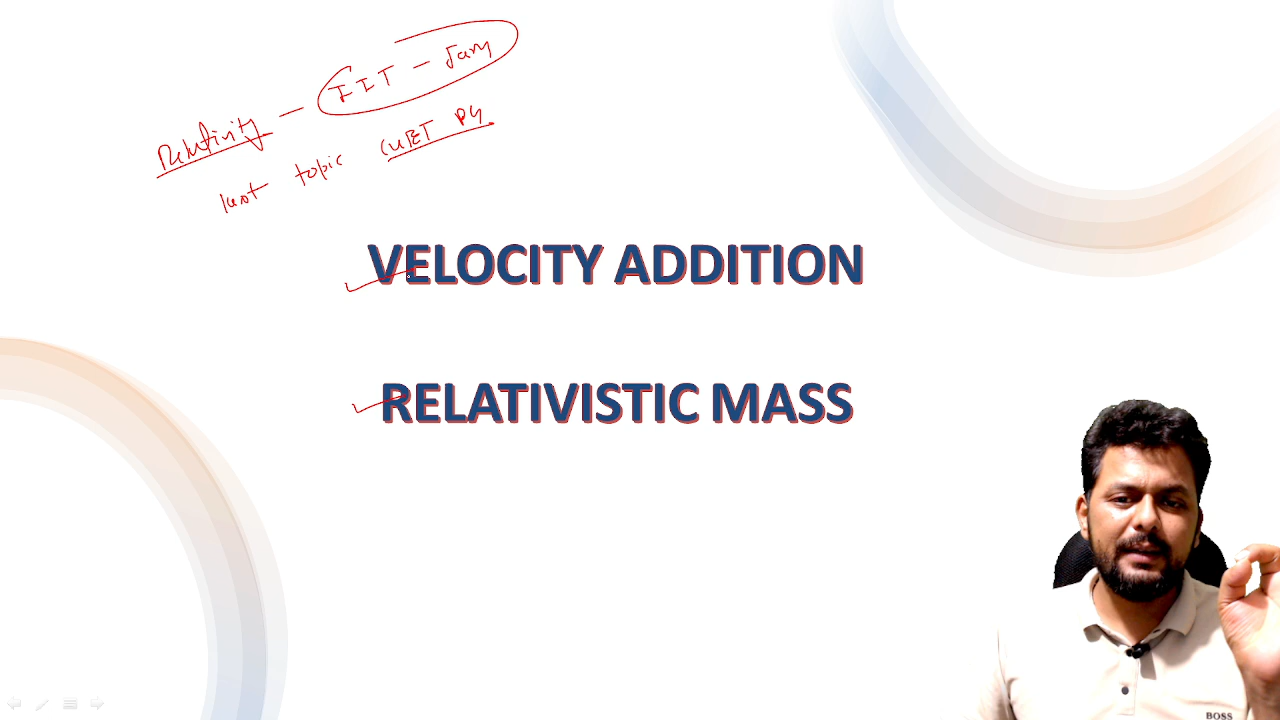 Relativity - IIT - Jam
last topic CUET PG
VELOCITY ADDITION
RELATIVISTIC MASS
BOSS